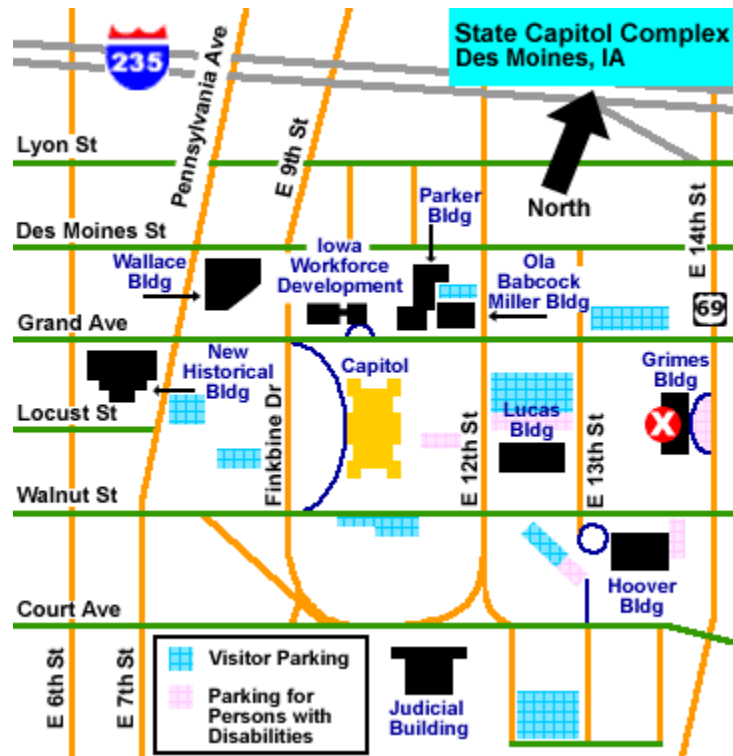 State Capitol Complex
Des Moines, IA
235
Pennsylvania Ave
E 9th St
Lyon St
North
E 14th St
Parker
Bldg
Des Moines St
Wallace
Bldg
Iowa
Workforce
Development
Ola
Babcock
Miller Bldg
69
Grand Ave
New
Historical
Bldg
Capitol
Grimes
Bldg
X
Locust St
Finkbine Dr
E 12th St
Lucas
Bldg
E 13th St
Walnut St
Hoover
Bldg
Court Ave
E 6th St
E 7th St
Visitor Parking
Parking for
Persons with
Disabilities
Judicial
Building